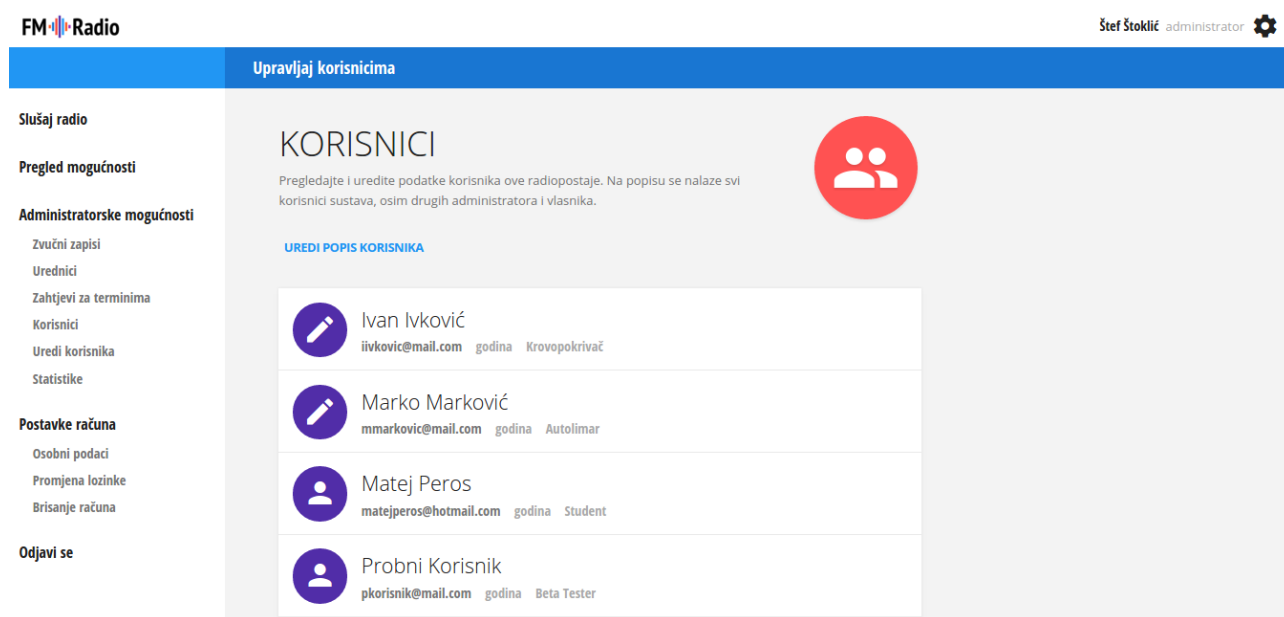 FM Radio
Štef Štoklić administrator
Upravljaj korisnicima
Slušaj radio
Pregled mogućnosti
Administratorske mogućnosti
Zvučni zapisi
Urednici
Zahtjevi za terminima
Korisnici
Uredi korisnika
Statistike
Postavke računa
Osobni podaci
Promjena lozinke
Brisanje računa
Odjavi se
KORISNICI
Pregledajte i uredite podatke korisnika ove radiopostaje. Na popisu se nalaze svi
korisnici sustava, osim drugih administratora i vlasnika.
UREDI POPIS KORISNIKA
Ivan Ivković
iivkovic@mail.com godina Krovopokrivač
Marko Marković
mmarkovic@mail.com godina Autolimar
Matej Peros
matejperos@hotmail.com godina Student
Probni Korisnik
pkorisnik@mail.com godina Beta Tester